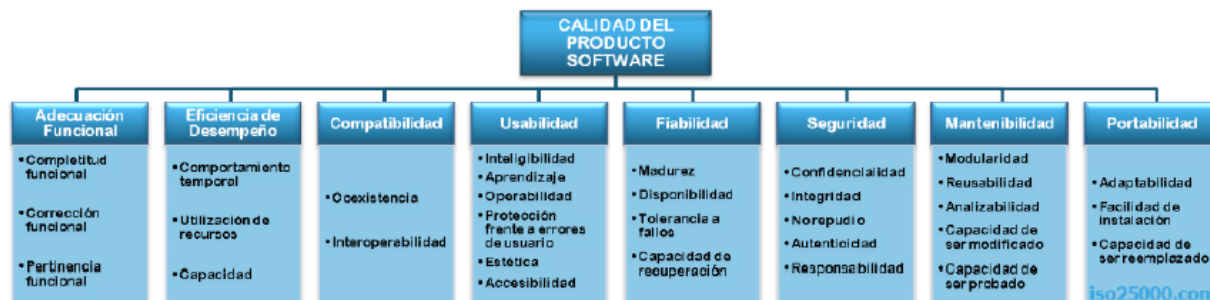 CALIDAD DEL
PRODUCTO
SOFTWARE
Adecuación
Funcional
•Completitud
funcional
•Corrección
funcional
•Pertinencia
funcional
Eficiencia de
Desempeño
•Comportamiento
temporal
•Utilización de
recursos
•Capacidad
Compatibilidad
•Coexistencia
•Interoperabilidad
Usabilidad
•Inteligibilidad
•Aprendizaje
•Operabilidad
•Protección
frente a errores
de usuario
•Estética
•Accesibilidad
Fiabilidad
•Madurez
•Disponibilidad
•Tolerancia a
fallos
•Capacidad de
recuperación
Seguridad
•Confidencialidad
•Integridad
•No repudio
•Autenticidad
•Responsabilidad
Mantenibilidad
•Modularidad
•Reusabilidad
•Analizabilidad
•Capacidad de
ser modificado
•Capacidad de
ser probado
Portabilidad
•Adaptabilidad
•Facilidad de
instalación
•Capacidad de
ser reemplazado
iso25000.com